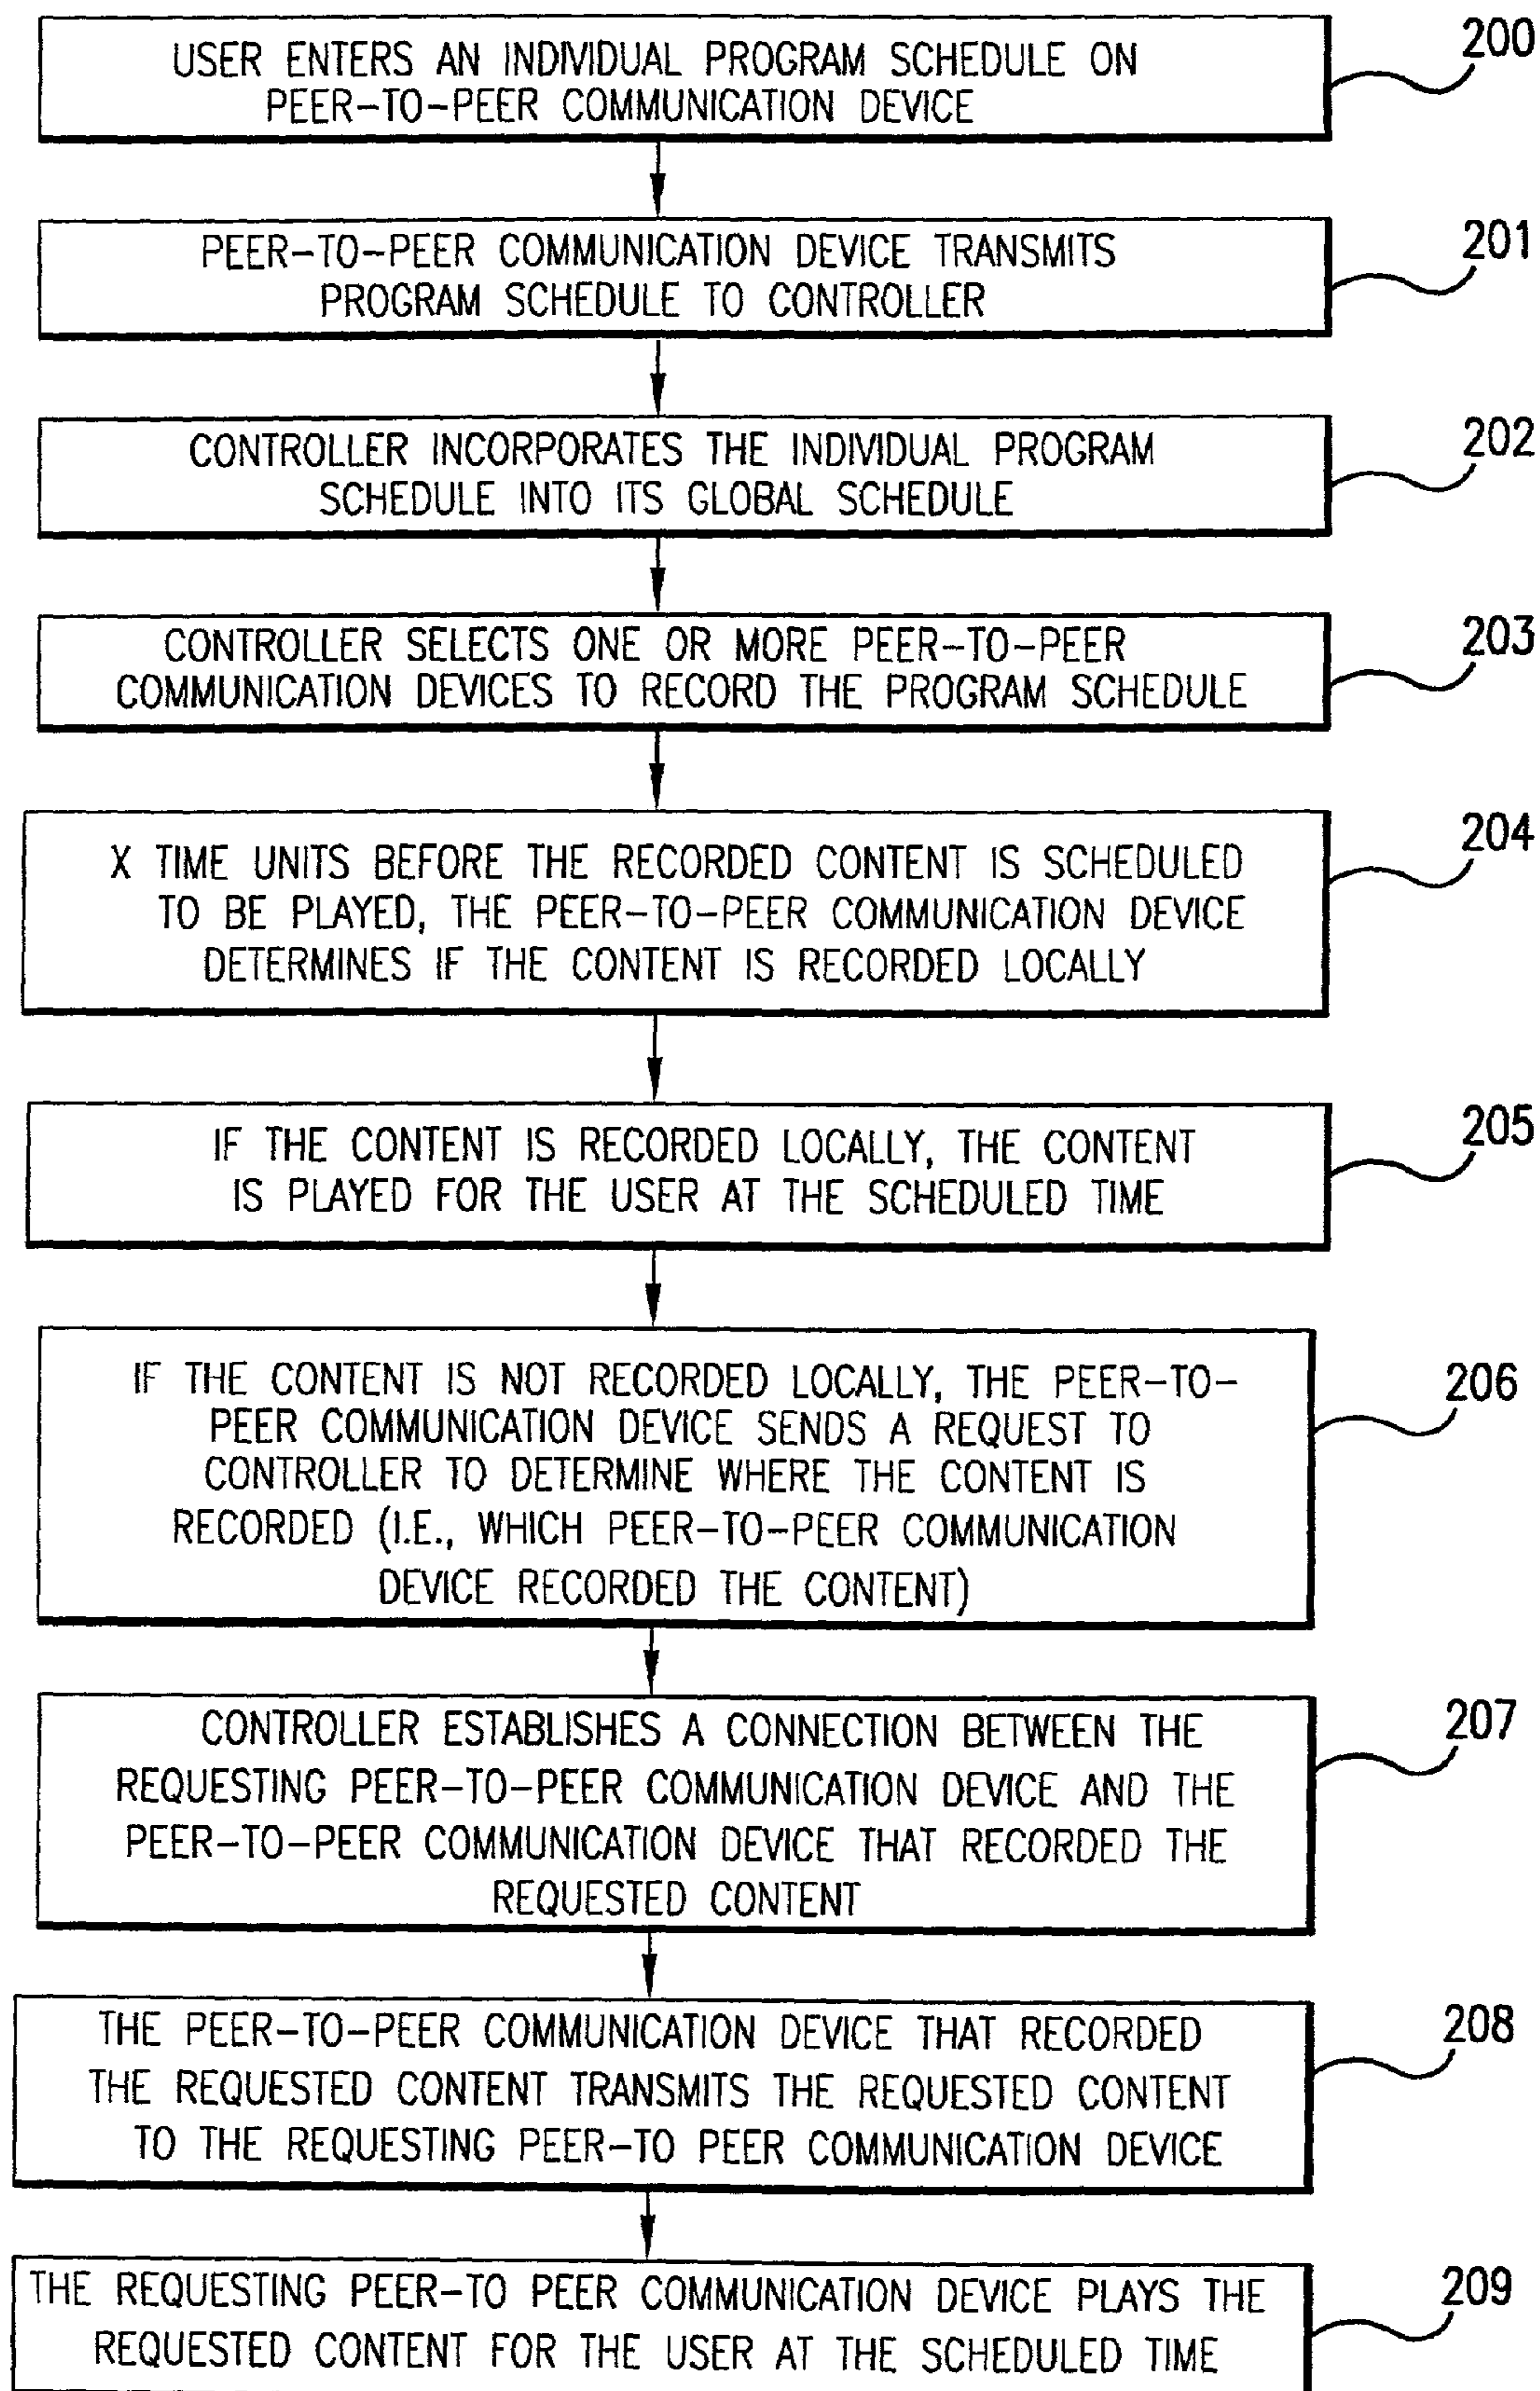 USER ENTERS AN INDIVIDUAL PROGRAM SCHEDULE ON
PEER-TO-PEER COMMUNICATION DEVICE
200
PEER-TO-PEER COMMUNICATION DEVICE TRANSMITS
PROGRAM SCHEDULE TO CONTROLLER
201
CONTROLLER INCORPORATES THE INDIVIDUAL PROGRAM
SCHEDULE INTO ITS GLOBAL SCHEDULE
202
CONTROLLER SELECTS ONE OR MORE PEER-TO-PEER
COMMUNICATION DEVICES TO RECORD THE PROGRAM SCHEDULE
203
X TIME UNITS BEFORE THE RECORDED CONTENT IS SCHEDULED
TO BE PLAYED, THE PEER-TO-PEER COMMUNICATION DEVICE
DETERMINES IF THE CONTENT IS RECORDED LOCALLY
204
IF THE CONTENT IS RECORDED LOCALLY, THE CONTENT
IS PLAYED FOR THE USER AT THE SCHEDULED TIME
205
IF THE CONTENT IS NOT RECORDED LOCALLY, THE PEER-TO-
PEER COMMUNICATION DEVICE SENDS A REQUEST TO
CONTROLLER TO DETERMINE WHERE THE CONTENT IS
RECORDED (I.E., WHICH PEER-TO-PEER COMMUNICATION
DEVICE RECORDED THE CONTENT)
206
CONTROLLER ESTABLISHES A CONNECTION BETWEEN THE
REQUESTING PEER-TO-PEER COMMUNICATION DEVICE AND THE
PEER-TO-PEER COMMUNICATION DEVICE THAT RECORDED THE
REQUESTED CONTENT
207
THE PEER-TO-PEER COMMUNICATION DEVICE THAT RECORDED
THE REQUESTED CONTENT TRANSMITS THE REQUESTED CONTENT
TO THE REQUESTING PEER-TO PEER COMMUNICATION DEVICE
208
THE REQUESTING PEER-TO PEER COMMUNICATION DEVICE PLAYS THE
REQUESTED CONTENT FOR THE USER AT THE SCHEDULED TIME
209